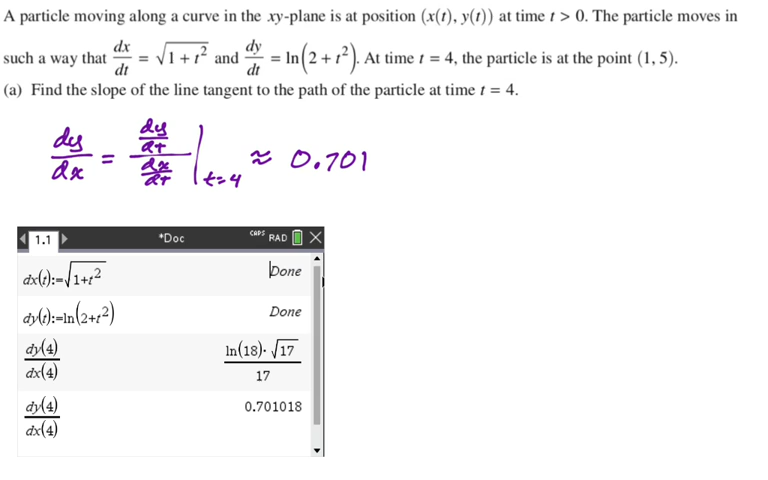 A particle moving along a curve in the xy-plane is at position (x(t), y(t)) at time t > 0. The particle moves in
such a way that dx/dt = √(1 + t²) and dy/dt = ln(2 + t²). At time t = 4, the particle is at the point (1, 5).
(a) Find the slope of the line tangent to the path of the particle at time t = 4.
dy/dx = (dy/dt)/(dx/dt) |t=4 ≈ 0.701
1.1 *Doc CAPS RAD
dx(t):=√(1+t²) Done
dy(t):=ln(2+t²) Done
dy(4)/dx(4) ln(18)·√17/17
dy(4)/dx(4) 0.701018